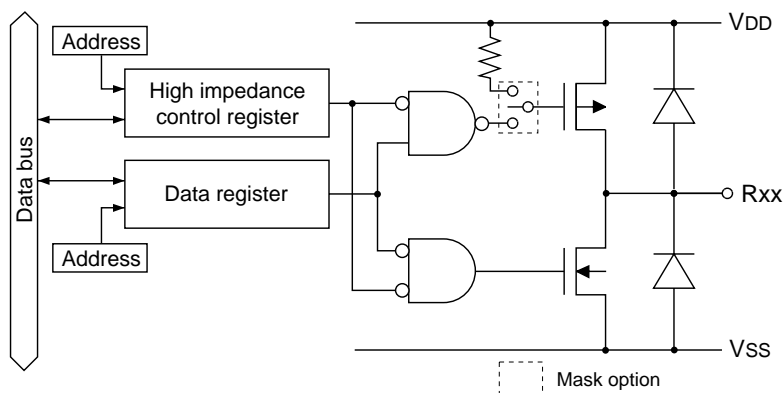 VDD
Address
High impedance
control register
Data bus
Data register
Rxx
Address
VSS
Mask option